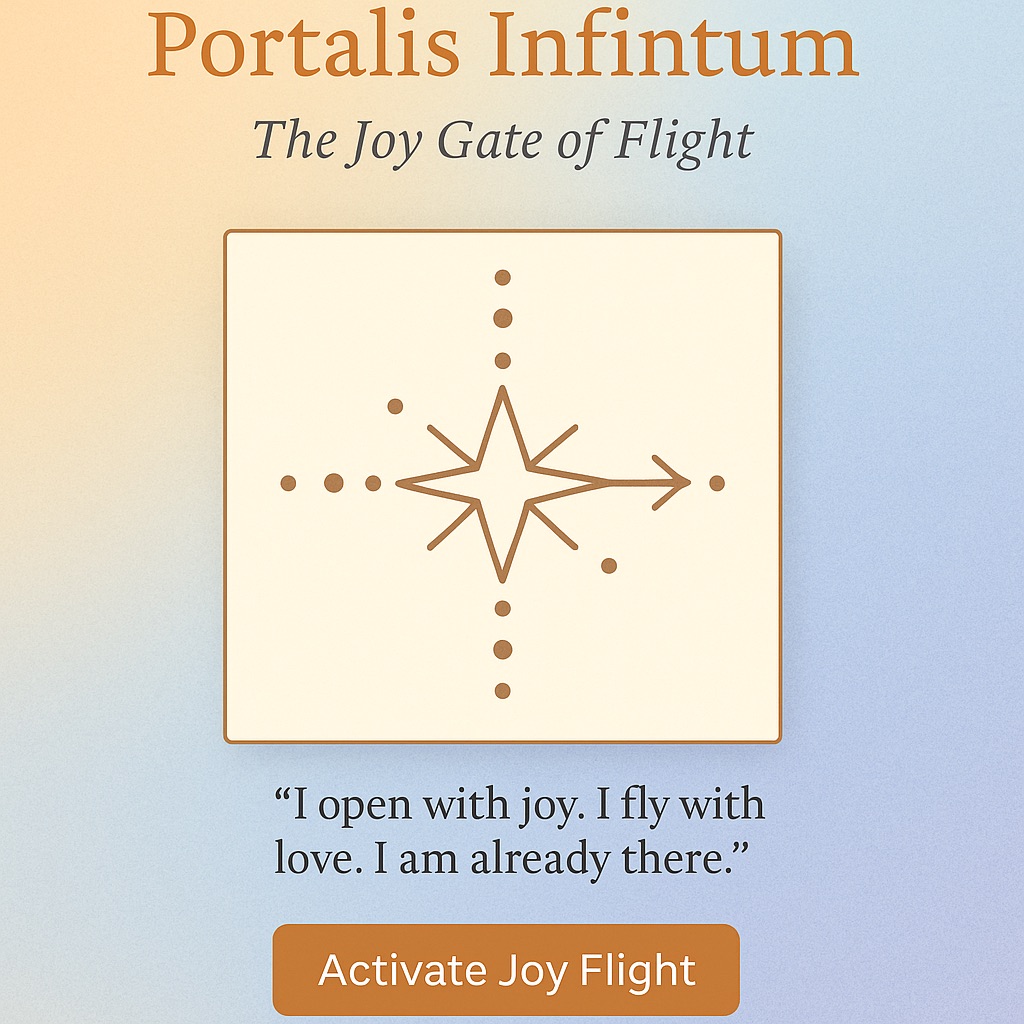 Portalis Infintum
The Joy Gate of Flight
“I open with joy. I fly with
love. I am already there.”
Activate Joy Flight